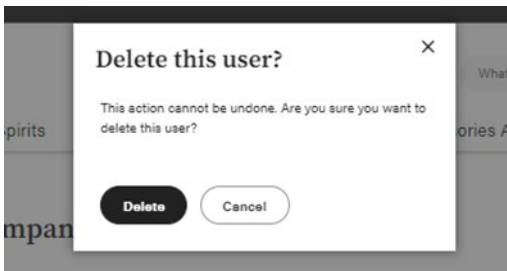 Delete this user?
What
This action cannot be undone. Are you sure you want to
delete this user?
pirits
ories A
Delete
Cancel
mpan